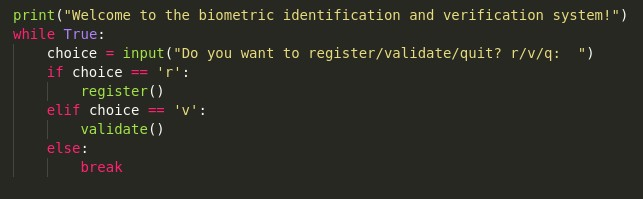 print("Welcome to the biometric identification and verification system!")
while True:
    choice = input("Do you want to register/validate/quit? r/v/q:  ")
    if choice == 'r':
        register()
    elif choice == 'v':
        validate()
    else:
        break